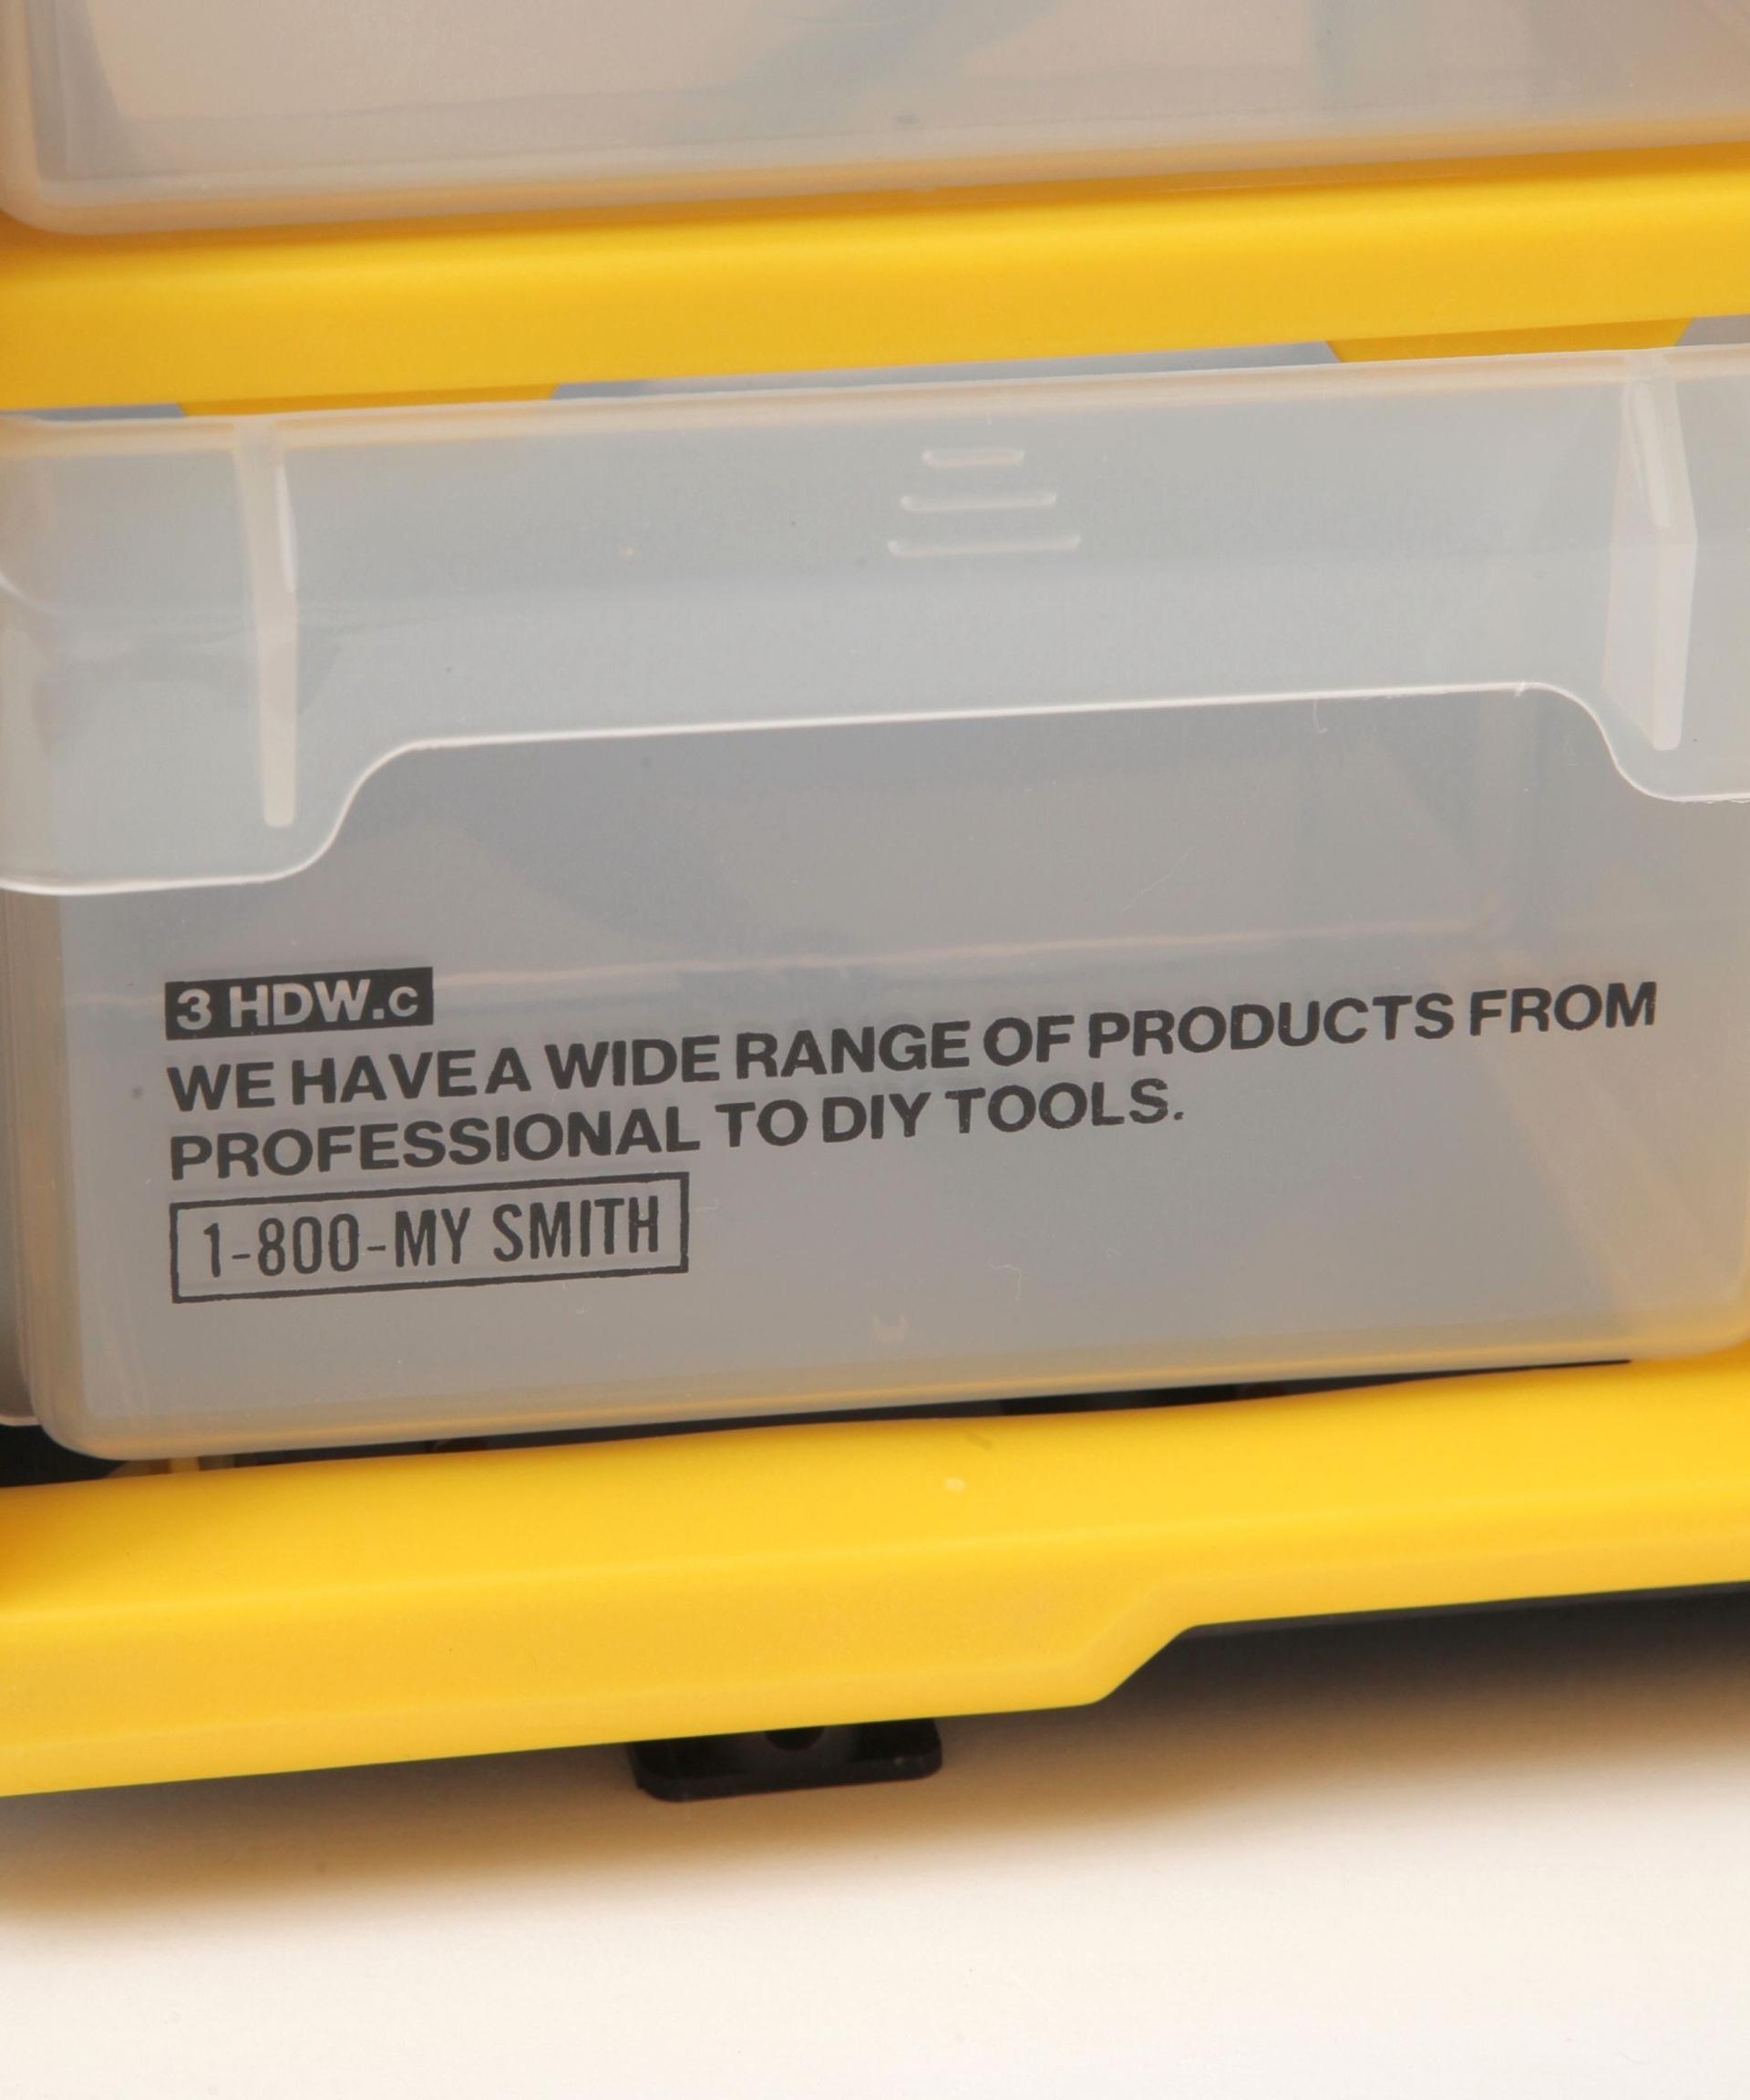 3 HDW.c
WE HAVE A WIDE RANGE OF PRODUCTS FROM
PROFESSIONAL TO DIY TOOLS.
1-800-MY SMITH